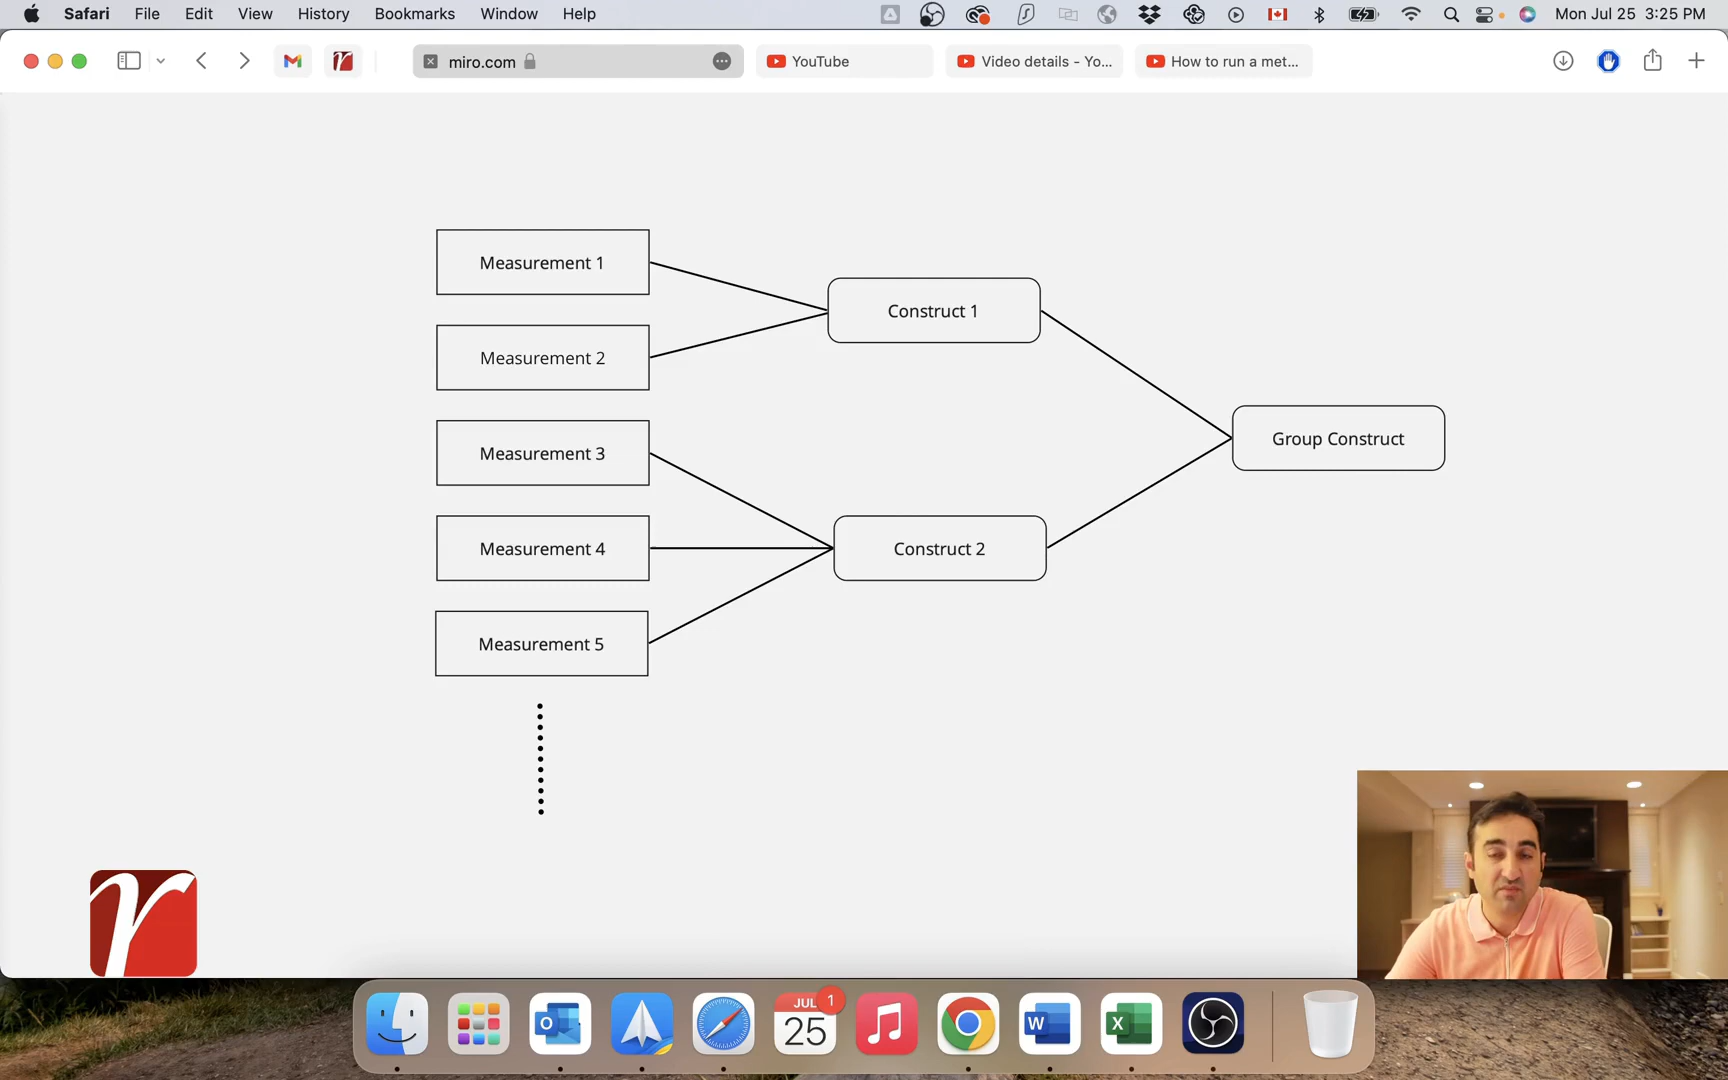 Safari File Edit View History Bookmarks Window Help Mon Jul 25 3:25 PM
miro.com YouTube Video details - Yo... How to run a met...
Measurement 1
Construct 1
Measurement 2
Measurement 3
Group Construct
Measurement 4
Construct 2
Measurement 5
r
JUL 1
25
O W X